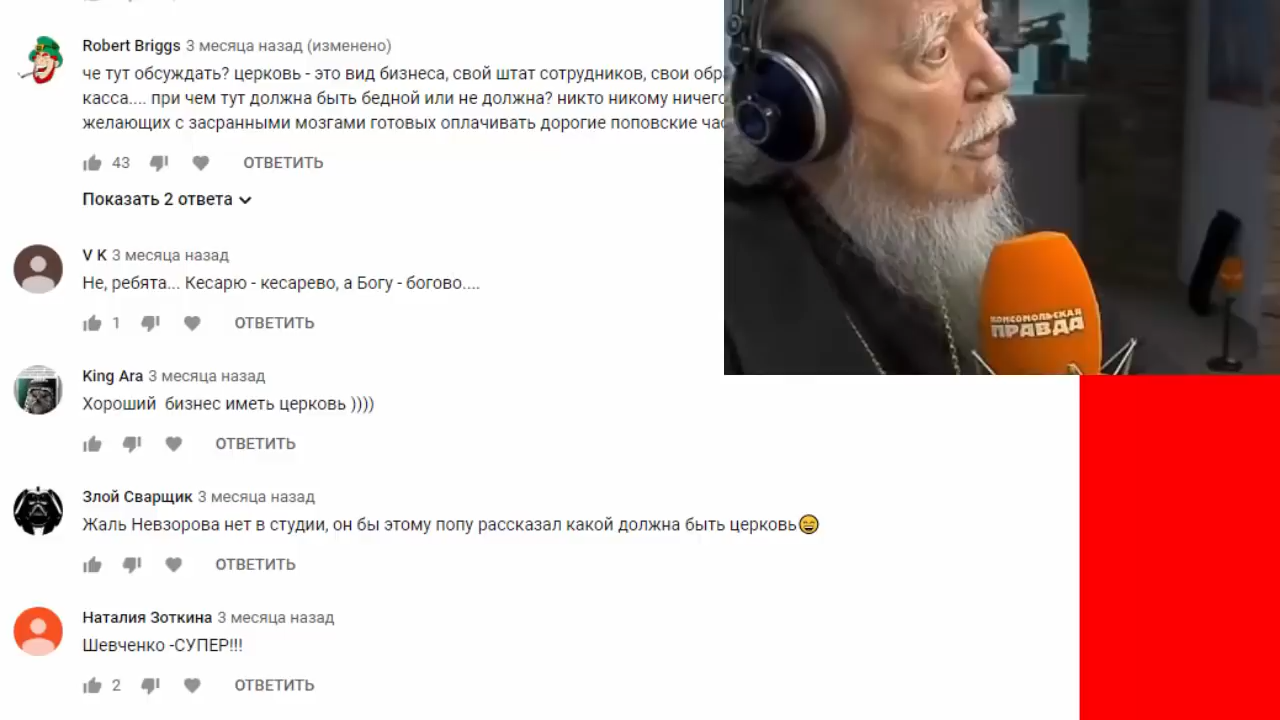 Robert Briggs 3 месяца назад (изменено)
че тут обсуждать? церковь - это вид бизнеса, свой штат сотрудников, свои обр
касса.... при чем тут должна быть бедной или не должна? никто никому ничего
желающих с засранными мозгами готовых оплачивать дорогие поповские час
43 ОТВЕТИТЬ
Показать 2 ответа
V K 3 месяца назад
Не, ребята... Кесарю - кесарево, а Богу - богово....
1 ОТВЕТИТЬ
King Ara 3 месяца назад
Хороший бизнес иметь церковь ))))
ОТВЕТИТЬ
Злой Сварщик 3 месяца назад
Жаль Невзорова нет в студии, он бы этому попу рассказал какой должна быть церковь😄
ОТВЕТИТЬ
Наталия Зоткина 3 месяца назад
Шевченко -СУПЕР!!!
2 ОТВЕТИТЬ
КОМСОМОЛЬСКАЯ
ПРАВДА